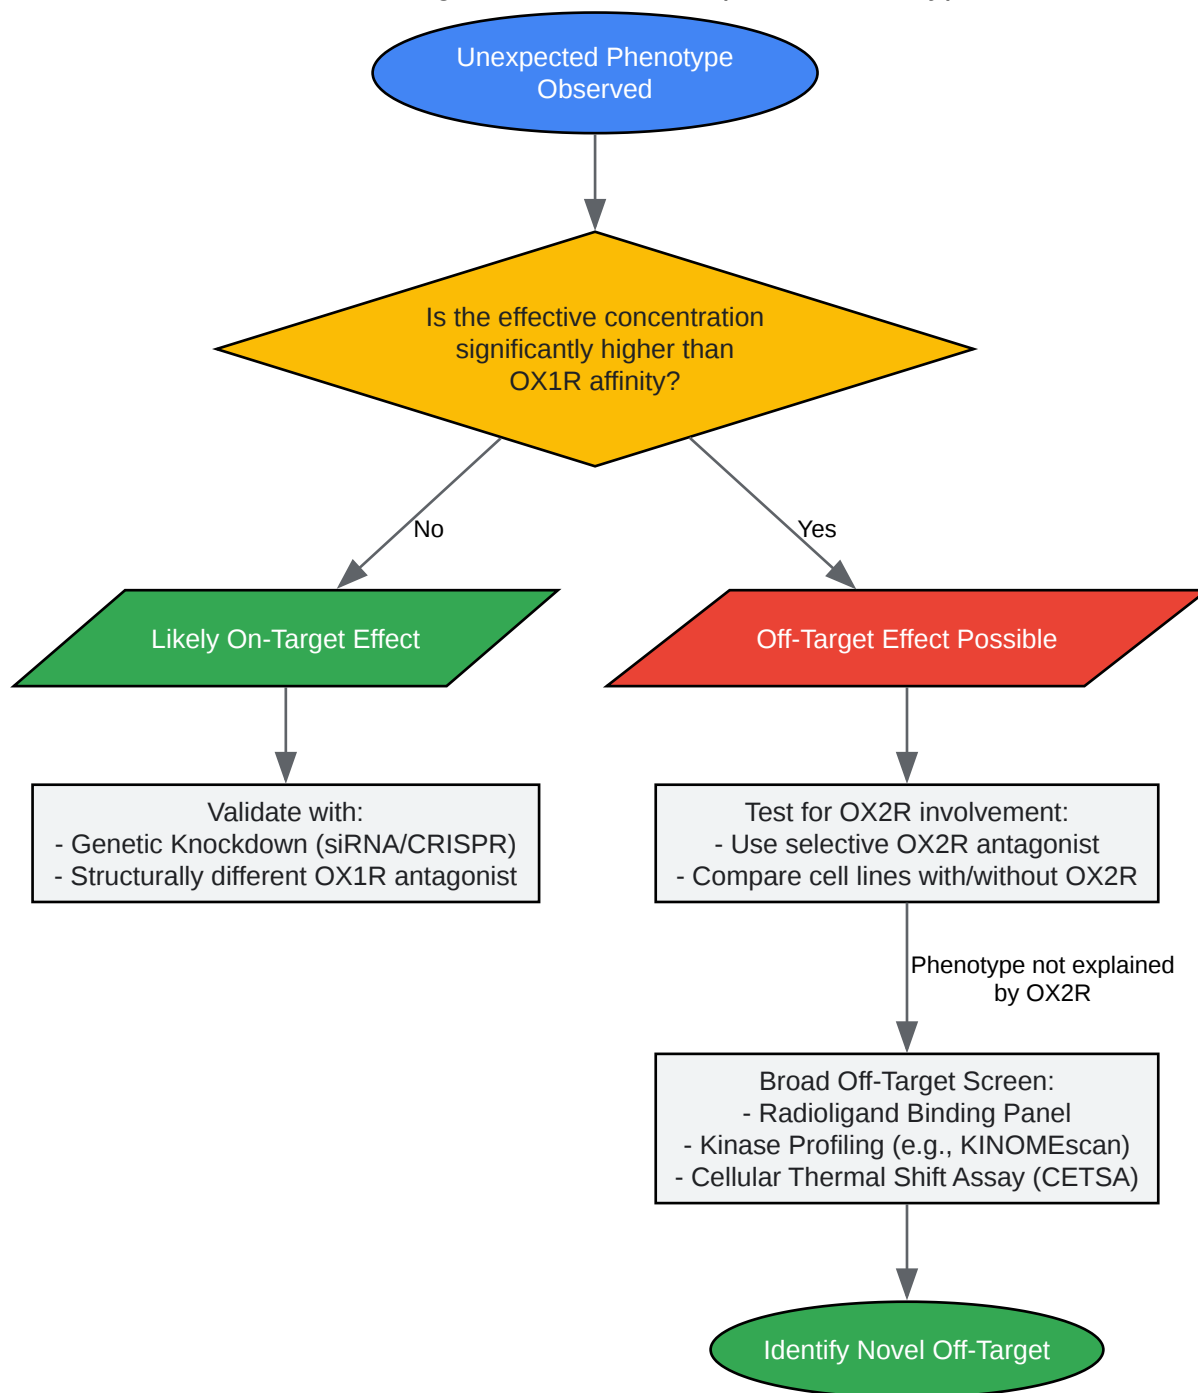 Unexpected Phenotype
Observed
Is the effective concentration
significantly higher than
OX1R affinity?
No
Yes
Likely On-Target Effect
Off-Target Effect Possible
Validate with:
- Genetic Knockdown (siRNA/CRISPR)
- Structurally different OX1R antagonist
Test for OX2R involvement:
- Use selective OX2R antagonist
- Compare cell lines with/without OX2R
Phenotype not explained
by OX2R
Broad Off-Target Screen:
- Radioligand Binding Panel
- Kinase Profiling (e.g., KINOMEscan)
- Cellular Thermal Shift Assay (CETSA)
Identify Novel Off-Target